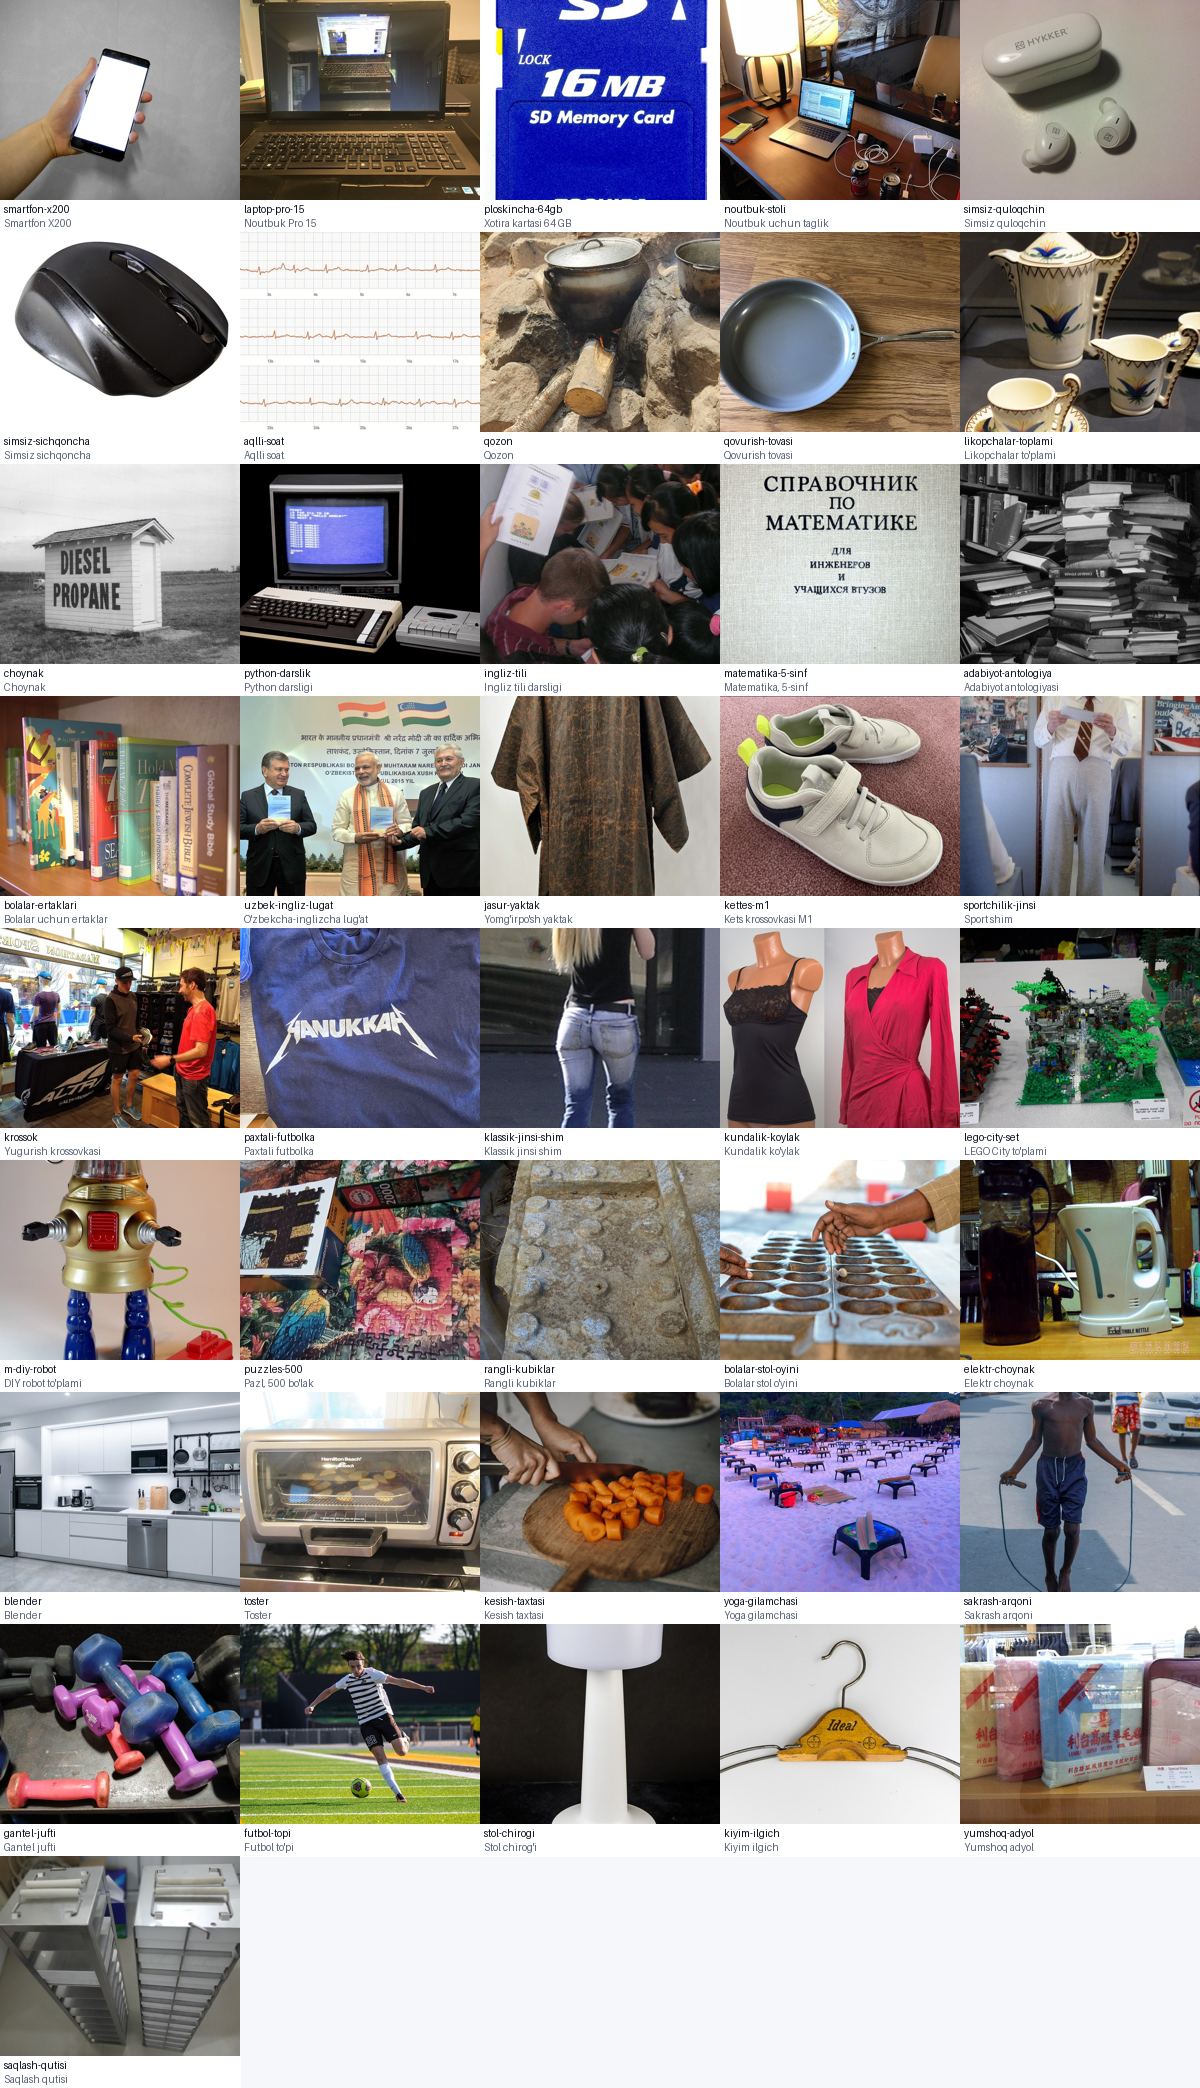 LOCK
16 MB
SD Memory Card
HYKKER
smartfon-x200
Smartfon X200
laptop-pro-15
Noutbuk Pro 15
ploskincha-64gb
Xotira kartasi 64 GB
noutbuk-stoli
Noutbuk uchun taglik
simsiz-quloqchin
Simsiz quloqchin
simsiz-sichqoncha
Simsiz sichqoncha
aqlli-soat
Aqlli soat
qozon
Qozon
qovurish-tovasi
Qovurish tovasi
likopchalar-toplami
Likopchalar to'plami
DIESEL
PROPANE
СПРАВОЧНИК
ПО
МАТЕМАТИКЕ
ДЛЯ
ИНЖЕНЕРОВ
И
УЧАЩИХСЯ ВТУЗОВ
choynak
Choynak
python-darslik
Python darsligi
ingliz-tili
Ingliz tili darsligi
matematika-5-sinf
Matematika, 5-sinf
adabiyot-antologiya
Adabiyot antologiyasi
Global Study Bible
bolalar-ertaklari
Bolalar uchun ertaklar
uzbek-ingliz-lugat
O'zbekcha-inglizcha lug'at
jasur-yaktak
Yomg'irpo'sh yaktak
kettes-m1
Kets krossovkasi M1
sportchilik-jinsi
Sport shim
ALTRA
HANUKKAH
krossok
Yugurish krossovkasi
paxtali-futbolka
Paxtali futbolka
klassik-jinsi-shim
Klassik jinsi shim
kundalik-koylak
Kundalik ko'ylak
lego-city-set
LEGO City to'plami
2000
m-diy-robot
DIY robot to'plami
puzzles-500
Pazl, 500 bo'lak
rangli-kubiklar
Rangli kubiklar
bolalar-stol-oyini
Bolalar stol o'yini
elektr-choynak
Elektr choynak
Hamilton Beach
blender
Blender
toster
Toster
kesish-taxtasi
Kesish taxtasi
yoga-gilamchasi
Yoga gilamchasi
sakrash-arqoni
Sakrash arqoni
Ideal
gantel-jufti
Gantel jufti
futbol-topi
Futbol to'pi
stol-chirogi
Stol chirog'i
kiyim-ilgich
Kiyim ilgich
yumshoq-adyol
Yumshoq adyol
saqlash-qutisi
Saqlash qutisi